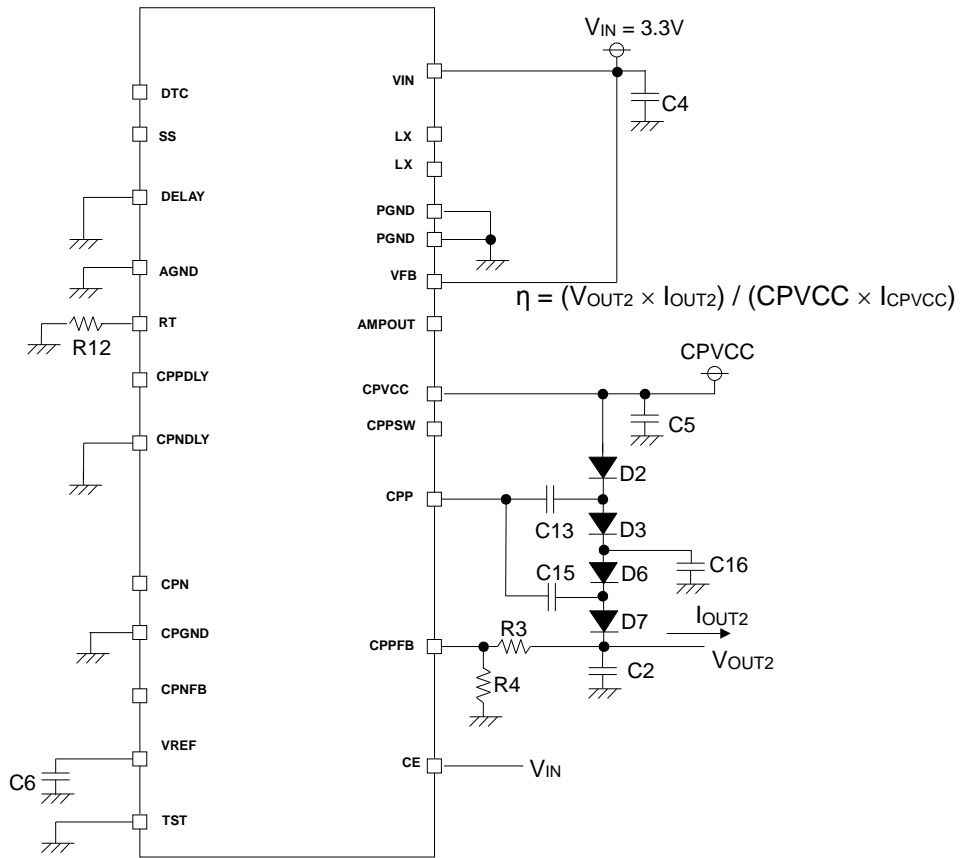 VIN = 3.3V
VIN
DTC
C4
SS
LX
LX
DELAY
PGND
PGND
AGND
VFB
η = (VOUT2 × IOUT2) / (CPVCC × ICPVCC)
RT
AMPOUT
R12
CPVCC
CPPDLY
CPVCC
C5
CPPSW
CPNDLY
D2
CPP
C13
D3
C16
C15
D6
CPN
D7
IOUT2
CPGND
CPPFB
R3
VOUT2
C2
R4
CPNFB
VREF
CE
VIN
C6
TST